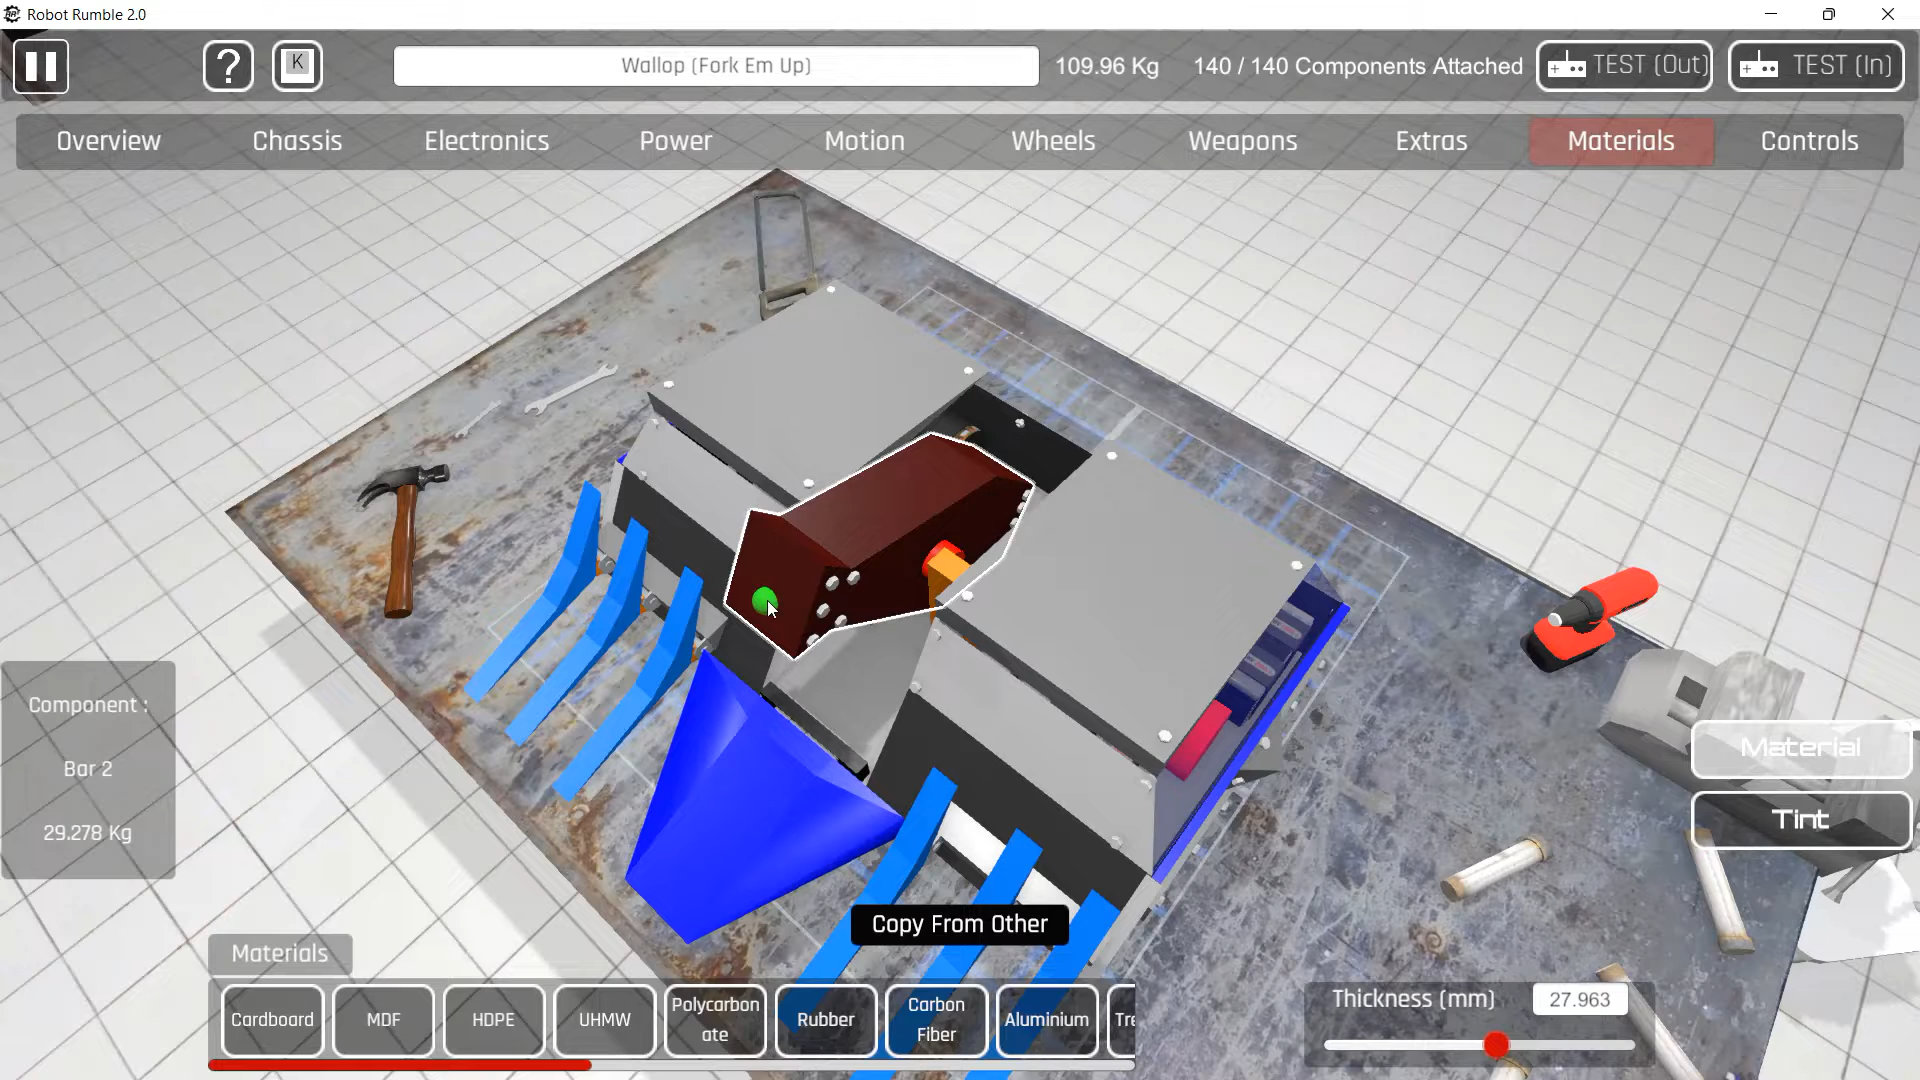 Robot Rumble 2.0
K
Wallop (Fork Em Up)
109.96 Kg
140 / 140 Components Attached
TEST (Out)
TEST (In)
Overview
Chassis
Electronics
Power
Motion
Wheels
Weapons
Extras
Materials
Controls
Component :
Bar 2
29.278 Kg
Material
Tint
Copy From Other
Materials
Cardboard
MDF
HDPE
UHMW
Polycarbon
ate
Rubber
Carbon
Fiber
Aluminium
Tre
Thickness (mm)
27.963